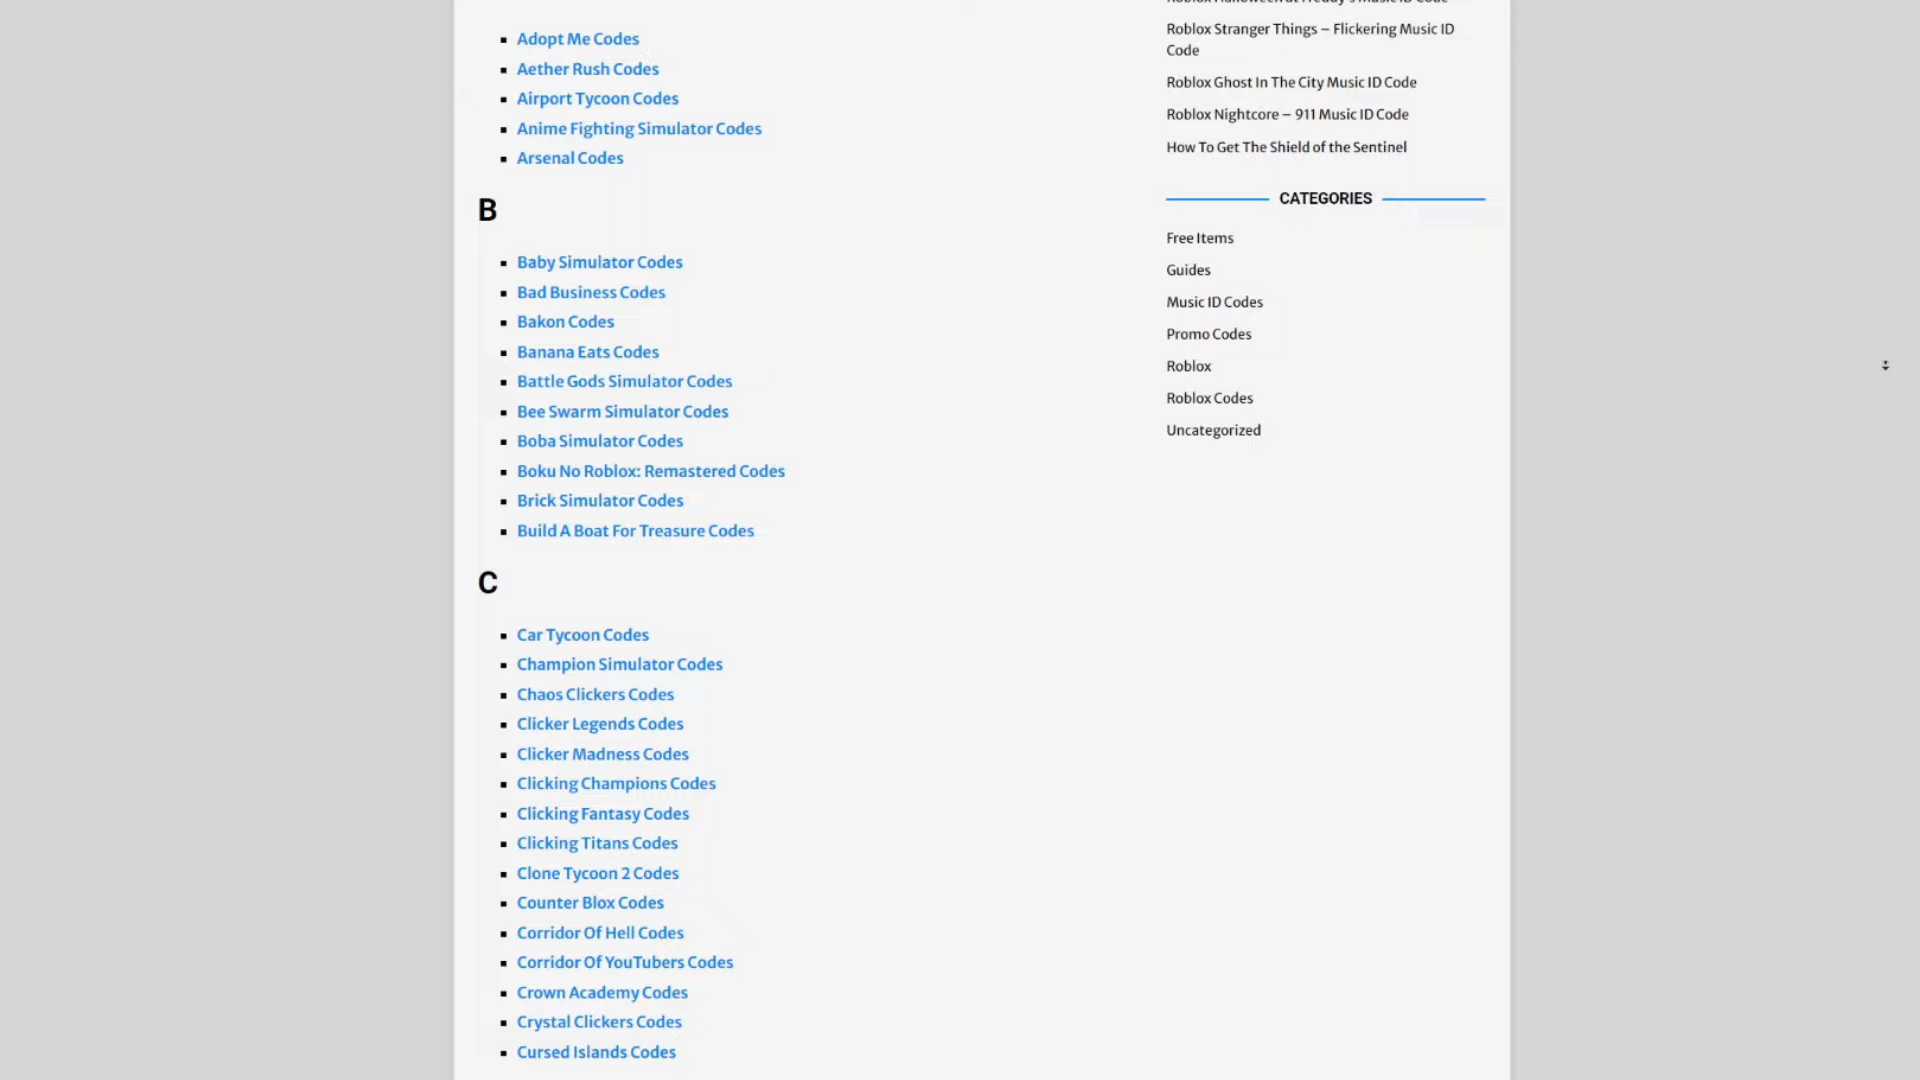 Adopt Me Codes
Aether Rush Codes
Airport Tycoon Codes
Anime Fighting Simulator Codes
Arsenal Codes
B
Baby Simulator Codes
Bad Business Codes
Bakon Codes
Banana Eats Codes
Battle Gods Simulator Codes
Bee Swarm Simulator Codes
Boba Simulator Codes
Boku No Roblox: Remastered Codes
Brick Simulator Codes
Build A Boat For Treasure Codes
C
Car Tycoon Codes
Champion Simulator Codes
Chaos Clickers Codes
Clicker Legends Codes
Clicker Madness Codes
Clicking Champions Codes
Clicking Fantasy Codes
Clicking Titans Codes
Clone Tycoon 2 Codes
Counter Blox Codes
Corridor Of Hell Codes
Corridor Of YouTubers Codes
Crown Academy Codes
Crystal Clickers Codes
Cursed Islands Codes
Roblox Halloween at Freddy's Music ID Code
Roblox Stranger Things – Flickering Music ID
Code
Roblox Ghost In The City Music ID Code
Roblox Nightcore – 911 Music ID Code
How To Get The Shield of the Sentinel
CATEGORIES
Free Items
Guides
Music ID Codes
Promo Codes
Roblox
Roblox Codes
Uncategorized